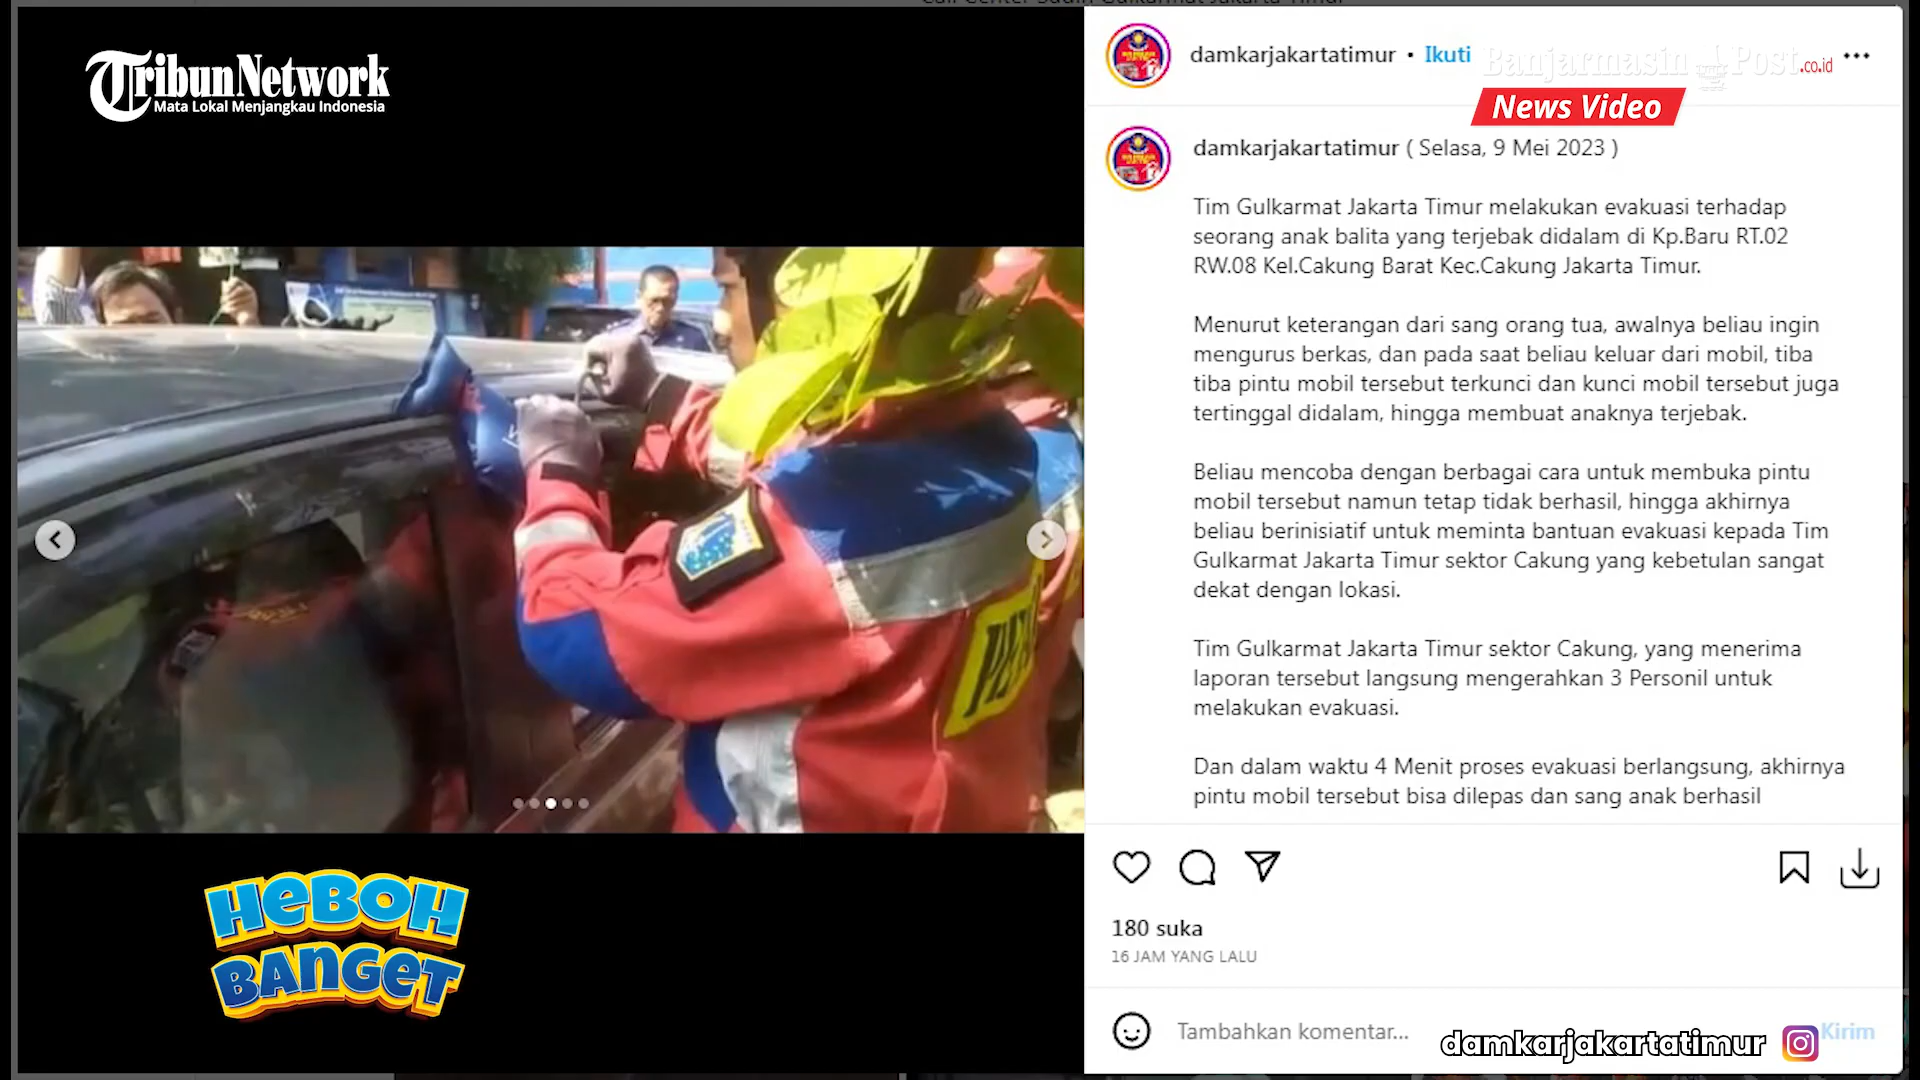 Call Center Sudin Gulkarmat Jakarta Timur
TribunNetwork
Mata Lokal Menjangkau Indonesia
damkarjakartatimur • Ikuti
Banjarmasin Post.co.id
News Video
damkarjakartatimur ( Selasa, 9 Mei 2023 )
Tim Gulkarmat Jakarta Timur melakukan evakuasi terhadap
seorang anak balita yang terjebak didalam di Kp.Baru RT.02
RW.08 Kel.Cakung Barat Kec.Cakung Jakarta Timur.
Menurut keterangan dari sang orang tua, awalnya beliau ingin
mengurus berkas, dan pada saat beliau keluar dari mobil, tiba
tiba pintu mobil tersebut terkunci dan kunci mobil tersebut juga
tertinggal didalam, hingga membuat anaknya terjebak.
Beliau mencoba dengan berbagai cara untuk membuka pintu
mobil tersebut namun tetap tidak berhasil, hingga akhirnya
beliau berinisiatif untuk meminta bantuan evakuasi kepada Tim
Gulkarmat Jakarta Timur sektor Cakung yang kebetulan sangat
dekat dengan lokasi.
Tim Gulkarmat Jakarta Timur sektor Cakung, yang menerima
laporan tersebut langsung mengerahkan 3 Personil untuk
melakukan evakuasi.
Dan dalam waktu 4 Menit proses evakuasi berlangsung, akhirnya
pintu mobil tersebut bisa dilepas dan sang anak berhasil
HEBOH
BANGET
180 suka
16 JAM YANG LALU
Tambahkan komentar...
Kirim
damkarjakartatimur